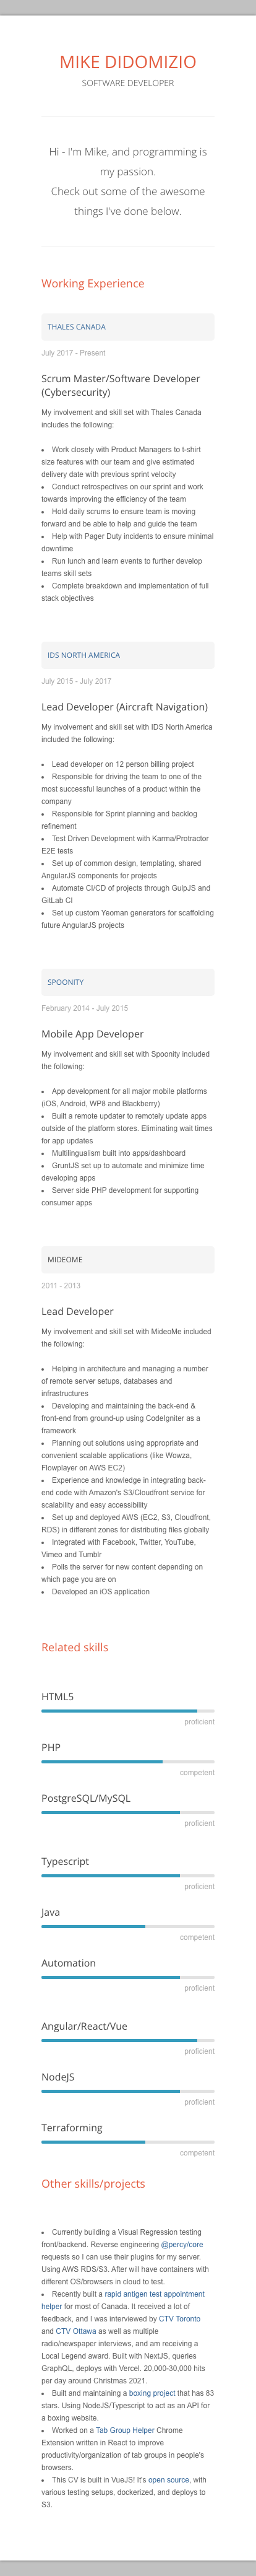 MIKE DIDOMIZIO
SOFTWARE DEVELOPER
Hi - I'm Mike, and programming is
my passion.
Check out some of the awesome
things I've done below.
Working Experience
THALES CANADA
July 2017 - Present
Scrum Master/Software Developer
(Cybersecurity)
My involvement and skill set with Thales Canada
includes the following:
• Work closely with Product Managers to t-shirt
size features with our team and give estimated
delivery date with previous sprint velocity
• Conduct retrospectives on our sprint and work
towards improving the efficiency of the team
• Hold daily scrums to ensure team is moving
forward and be able to help and guide the team
• Help with Pager Duty incidents to ensure minimal
downtime
• Run lunch and learn events to further develop
teams skill sets
• Complete breakdown and implementation of full
stack objectives
IDS NORTH AMERICA
July 2015 - July 2017
Lead Developer (Aircraft Navigation)
My involvement and skill set with IDS North America
included the following:
• Lead developer on 12 person billing project
• Responsible for driving the team to one of the
most successful launches of a product within the
company
• Responsible for Sprint planning and backlog
refinement
• Test Driven Development with Karma/Protractor
E2E tests
• Set up of common design, templating, shared
AngularJS components for projects
• Automate CI/CD of projects through GulpJS and
GitLab CI
• Set up custom Yeoman generators for scaffolding
future AngularJS projects
SPOONITY
February 2014 - July 2015
Mobile App Developer
My involvement and skill set with Spoonity included
the following:
• App development for all major mobile platforms
(iOS, Android, WP8 and Blackberry)
• Built a remote updater to remotely update apps
outside of the platform stores. Eliminating wait times
for app updates
• Multilingualism built into apps/dashboard
• GruntJS set up to automate and minimize time
developing apps
• Server side PHP development for supporting
consumer apps
MIDEOME
2011 - 2013
Lead Developer
My involvement and skill set with MideoMe included
the following:
• Helping in architecture and managing a number
of remote server setups, databases and
infrastructures
• Developing and maintaining the back-end &
front-end from ground-up using CodeIgniter as a
framework
• Planning out solutions using appropriate and
convenient scalable applications (like Wowza,
Flowplayer on AWS EC2)
• Experience and knowledge in integrating back-
end code with Amazon's S3/Cloudfront service for
scalability and easy accessibility
• Set up and deployed AWS (EC2, S3, Cloudfront,
RDS) in different zones for distributing files globally
• Integrated with Facebook, Twitter, YouTube,
Vimeo and Tumblr
• Polls the server for new content depending on
which page you are on
• Developed an iOS application
Related skills
HTML5
proficient
PHP
competent
PostgreSQL/MySQL
proficient
Typescript
proficient
Java
competent
Automation
proficient
Angular/React/Vue
proficient
NodeJS
proficient
Terraforming
competent
Other skills/projects
• Currently building a Visual Regression testing
front/backend. Reverse engineering @percy/core
requests so I can use their plugins for my server.
Using AWS RDS/S3. After will have containers with
different OS/browsers in cloud to test.
• Recently built a rapid antigen test appointment
helper for most of Canada. It received a lot of
feedback, and I was interviewed by CTV Toronto
and CTV Ottawa as well as multiple
radio/newspaper interviews, and am receiving a
Local Legend award. Built with NextJS, queries
GraphQL, deploys with Vercel. 20,000-30,000 hits
per day around Christmas 2021.
• Built and maintaining a boxing project that has 83
stars. Using NodeJS/Typescript to act as an API for
a boxing website.
• Worked on a Tab Group Helper Chrome
Extension written in React to improve
productivity/organization of tab groups in people's
browsers.
• This CV is built in VueJS! It's open source, with
various testing setups, dockerized, and deploys to
S3.